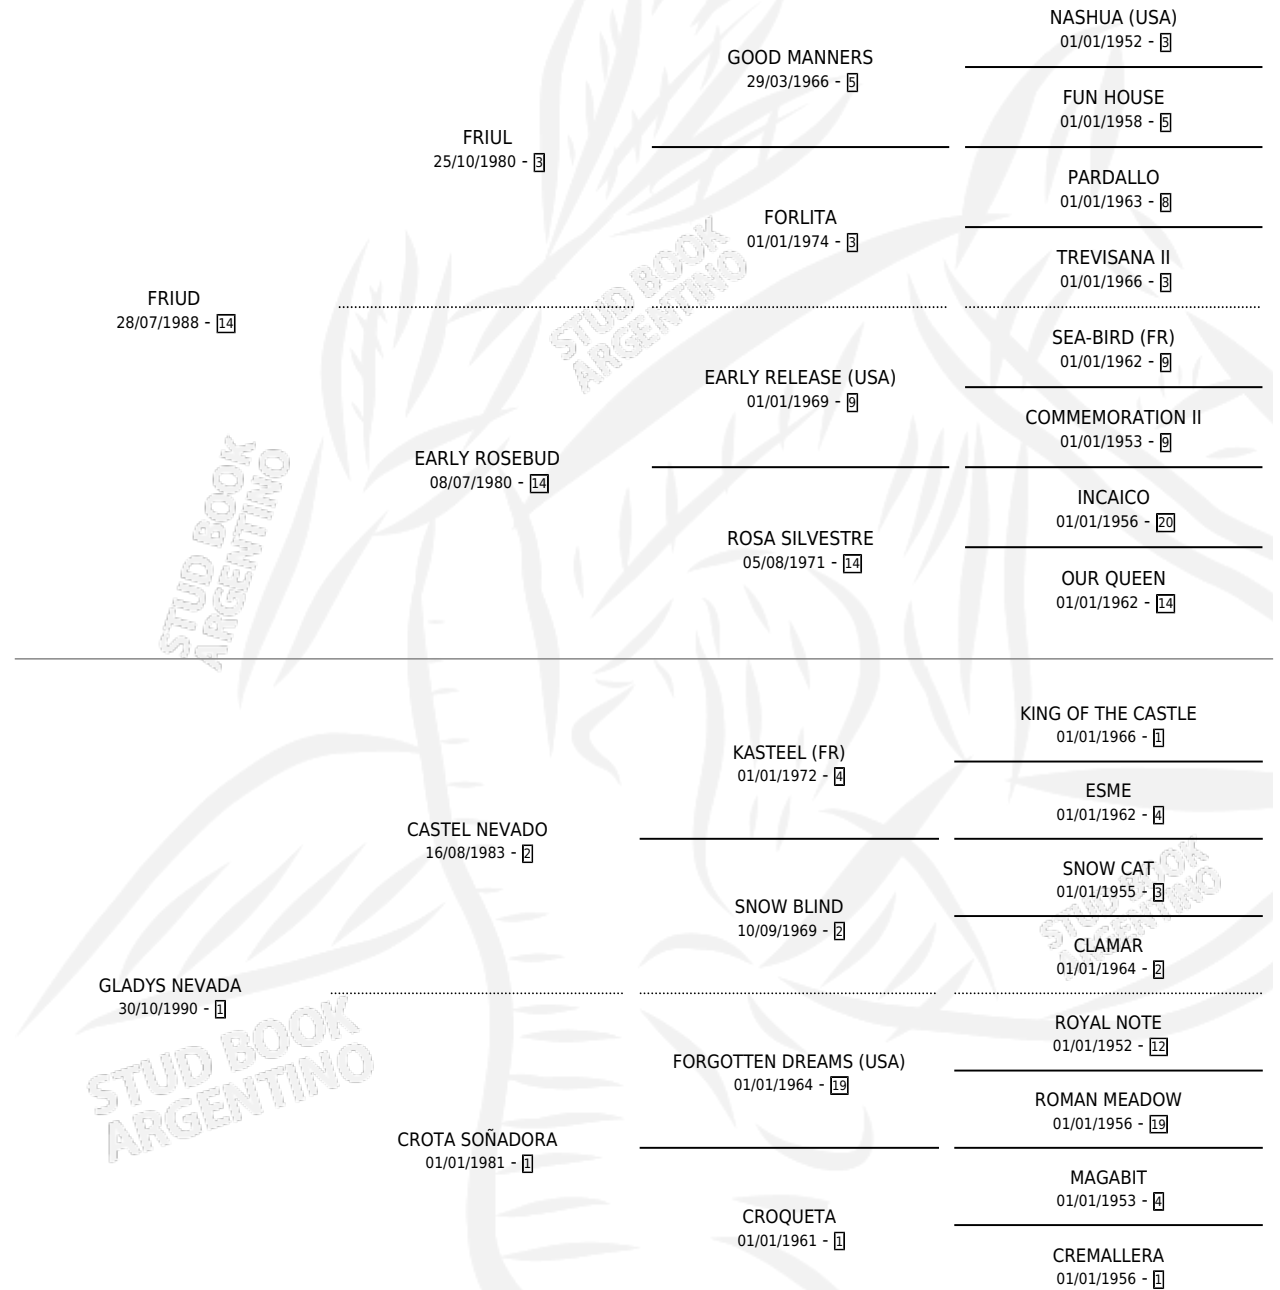 NASHUA (USA)
01/01/1952 - 3
GOOD MANNERS
29/03/1966 - 5
FUN HOUSE
01/01/1958 - 5
FRIUL
25/10/1980 - 3
PARDALLO
01/01/1963 - 8
FORLITA
01/01/1974 - 3
TREVISANA II
01/01/1966 - 3
FRIUD
28/07/1988 - 14
SEA-BIRD (FR)
01/01/1962 - 9
EARLY RELEASE (USA)
01/01/1969 - 9
COMMEMORATION II
01/01/1953 - 9
EARLY ROSEBUD
08/07/1980 - 14
INCAICO
01/01/1956 - 20
ROSA SILVESTRE
05/08/1971 - 14
OUR QUEEN
01/01/1962 - 14
STUD BOOK
ARGENTINO
STUD BOOK
ARGENTINO
KING OF THE CASTLE
01/01/1966 - 1
KASTEEL (FR)
01/01/1972 - 4
ESME
01/01/1962 - 4
CASTEL NEVADO
16/08/1983 - 2
SNOW CAT
01/01/1955 - 3
SNOW BLIND
10/09/1969 - 2
CLAMAR
01/01/1964 - 2
STUD BOOK
ARGENTINO
GLADYS NEVADA
30/10/1990 - 1
ROYAL NOTE
01/01/1952 - 12
FORGOTTEN DREAMS (USA)
01/01/1964 - 19
ROMAN MEADOW
01/01/1956 - 19
CROTA SOÑADORA
01/01/1981 - 1
MAGABIT
01/01/1953 - 4
CROQUETA
01/01/1961 - 1
CREMALLERA
01/01/1956 - 1
STUD BOOK
ARGENTINO